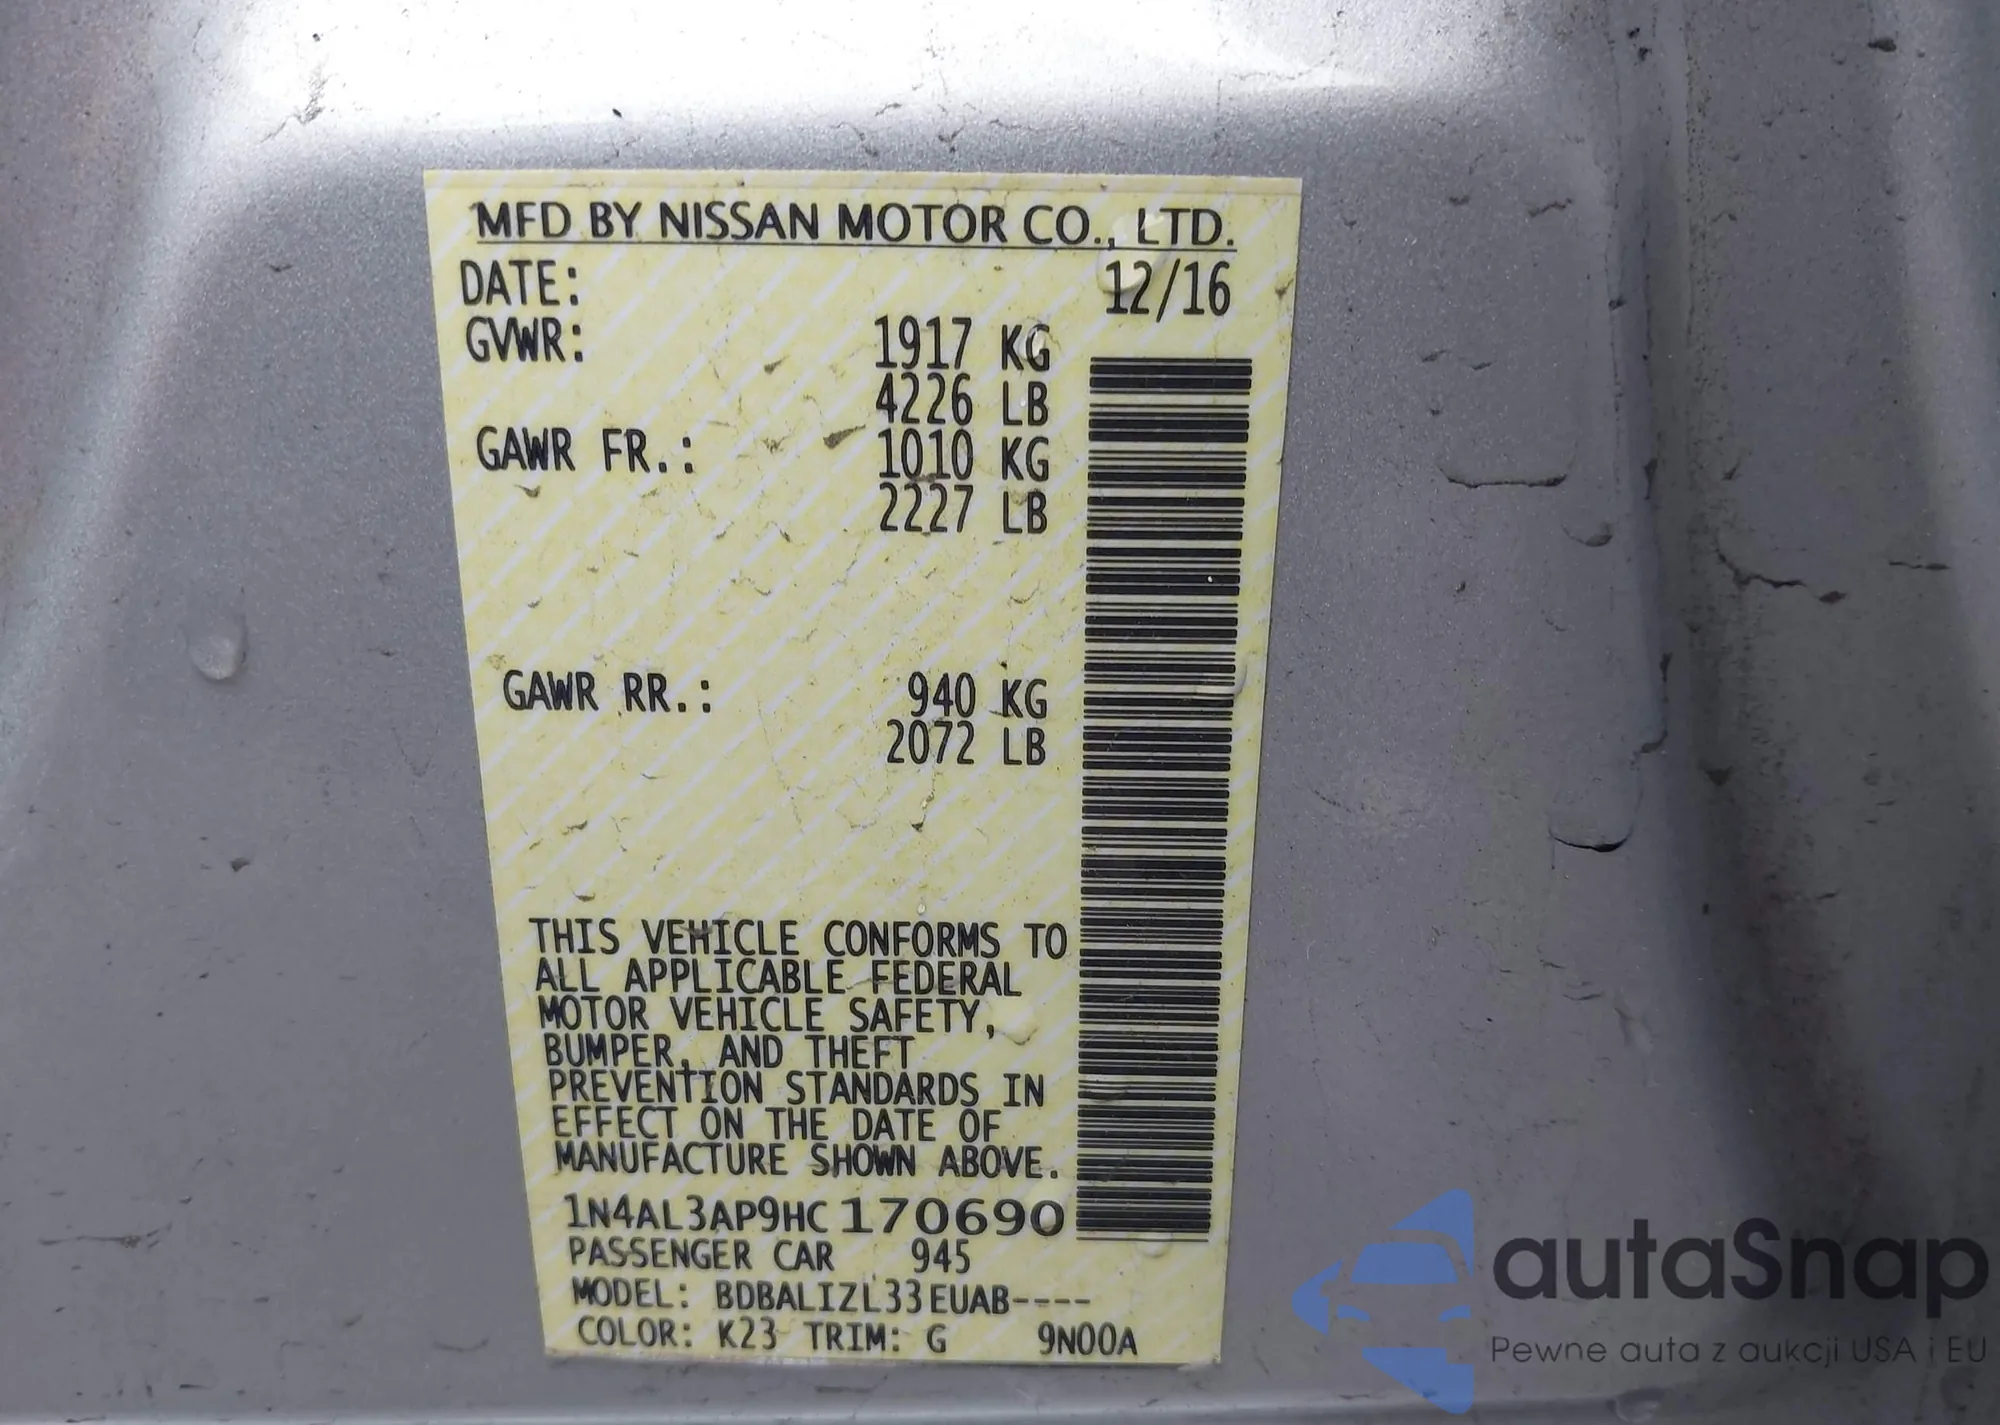 MFD BY NISSAN MOTOR CO., LTD.
DATE: 12/16
GVWR: 1917 KG
4226 LB
GAWR FR.: 1010 KG
2227 LB
GAWR RR.: 940 KG
2072 LB
THIS VEHICLE CONFORMS TO
ALL APPLICABLE FEDERAL
MOTOR VEHICLE SAFETY,
BUMPER, AND THEFT
PREVENTION STANDARDS IN
EFFECT ON THE DATE OF
MANUFACTURE SHOWN ABOVE.
1N4AL3AP9HC170690
PASSENGER CAR 945
MODEL: BDBALIZL33EUAB----
COLOR: K23 TRIM: G 9N00A
autaSnap
Pewne auta z aukcji USA i EU